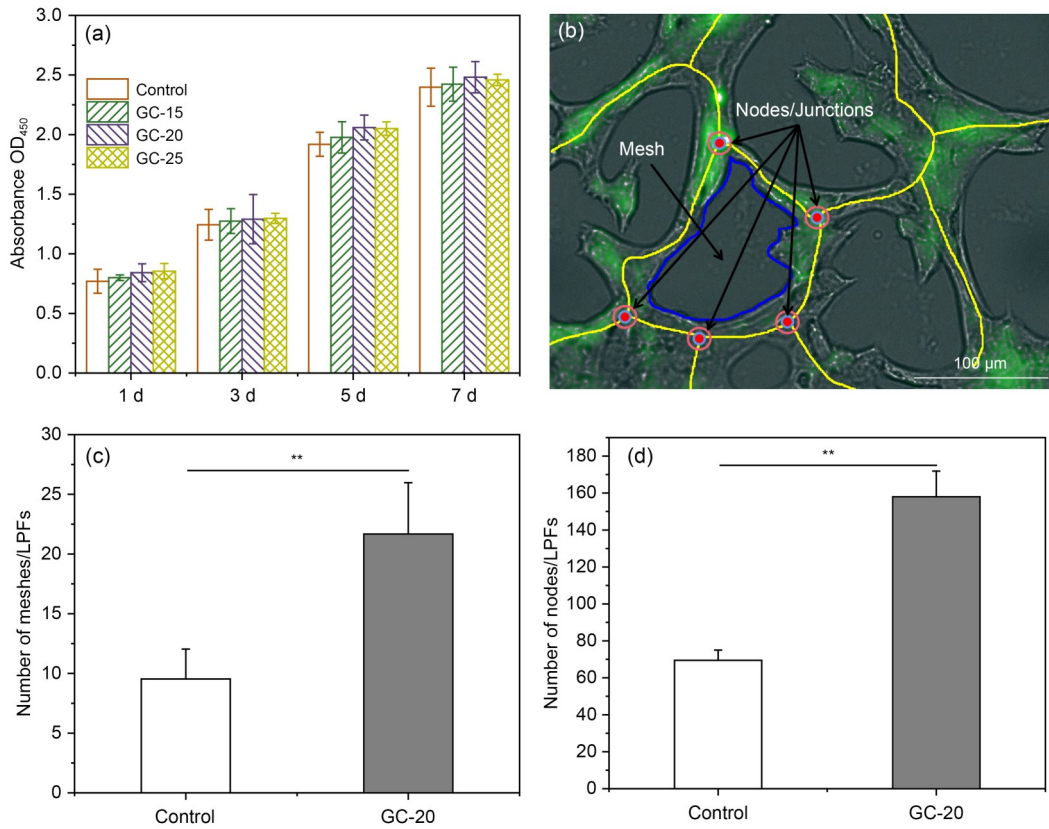 (a)
Absorbance OD450
3.0
2.5
2.0
1.5
1.0
0.5
0.0
Control
GC-15
GC-20
GC-25
1 d
3 d
5 d
7 d
(b)
Nodes/Junctions
Mesh
100 µm
(c)
Number of meshes/LPFs
30
25
20
15
10
5
0
**
Control
GC-20
(d)
Number of nodes/LPFs
180
160
140
120
100
80
60
40
20
0
**
Control
GC-20